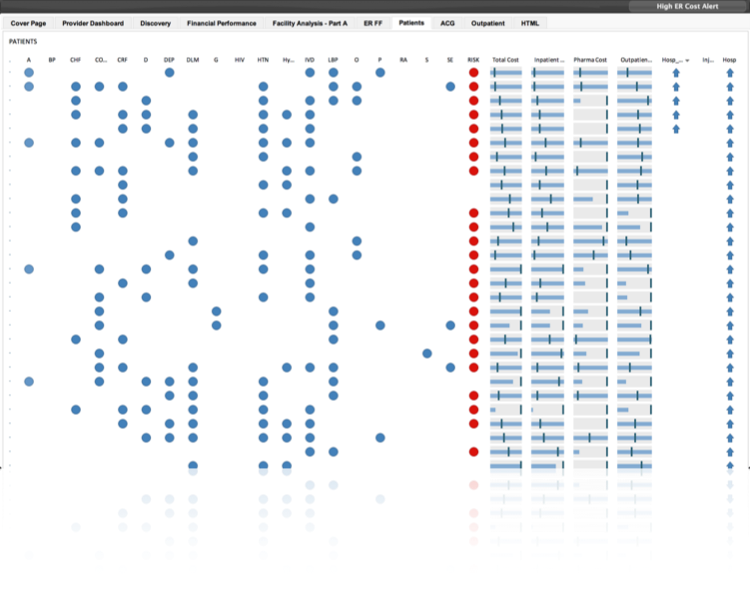 High ER Cost Alert
Cover Page Provider Dashboard Discovery Financial Performance Facility Analysis - Part A ER FF Patients ACG Outpatient HTML
PATIENTS
A BP CHF CO... CRF D DEP DLM G HIV HTN Hy... IVD LBP O P RA S SE RISK Total Cost Inpatient ... Pharma Cost Outpatien... Hosp_... INJ... Hosp